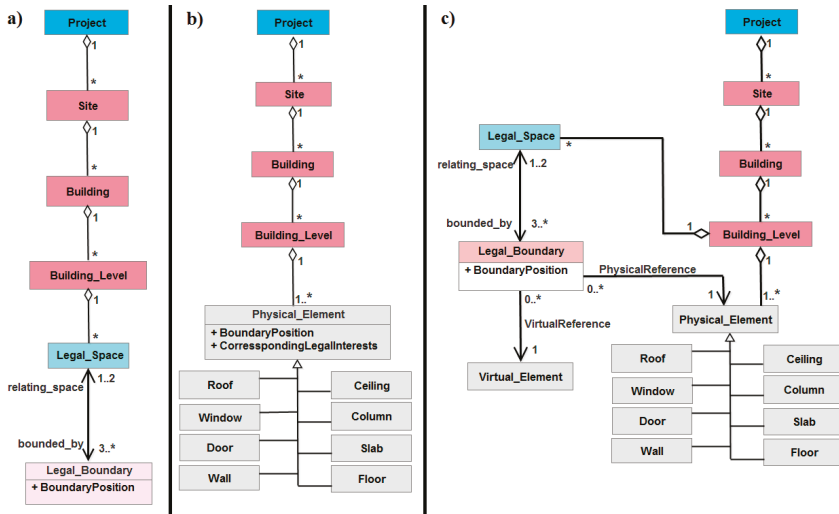 a)
Project
1
*
Site
1
*
Building
1
*
Building_Level
1
*
Legal_Space
relating_space
1..2
bounded_by
3..*
Legal_Boundary
+ BoundaryPosition
b)
Project
1
*
Site
1
*
Building
1
*
Building_Level
1
1..*
Physical_Element
+ BoundaryPosition
+ CorresspondingLegalInterests
Roof
Ceiling
Window
Column
Door
Slab
Wall
Floor
c)
Project
1
*
Site
1
*
Building
1
*
Building_Level
1
1
*
Legal_Space
relating_space
1..2
bounded_by
3..*
Legal_Boundary
+ BoundaryPosition
PhysicalReference
0..*
1
0..*
VirtualReference
1
Virtual_Element
1..*
Physical_Element
Roof
Ceiling
Window
Column
Door
Slab
Wall
Floor